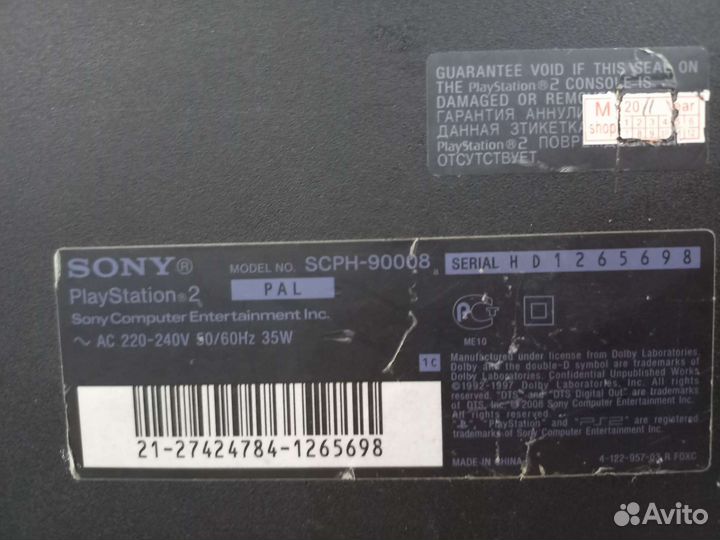 GUARANTEE VOID IF THIS SEAL ON
THE PlayStation®2 CONSOLE IS
DAMAGED OR
ГАРАНТИЯ
ДАННАЯ ЭТИКЕТКА
PlayStation®2
ОТСУТСТВУЕТ.
M 2011 Year
shop
SONY®
MODEL NO. SCPH-90008
SERIAL H D 1 2 6 5 6 9 8
PlayStation®2
PAL
Sony Computer Entertainment Inc.
~ AC 220-240V 50/60Hz 35W
ME10
1C
Manufactured under license from Dolby Laboratories.
Dolby and the double-D symbol are trademarks of
Dolby Laboratories. Confidential Unpublished Works
©1992-1997 Dolby Laboratories, Inc. All rights
reserved. "DTS" and "DTS Digital Out" are trademarks
of DTS, Inc. © 2008 Sony Computer Entertainment Inc.
All rights reserved.
"PlayStation" and "PS2" are registered
trademarks of Sony Computer Entertainment Inc.
21-27424784-1265698
MADE IN CHINA
Avito